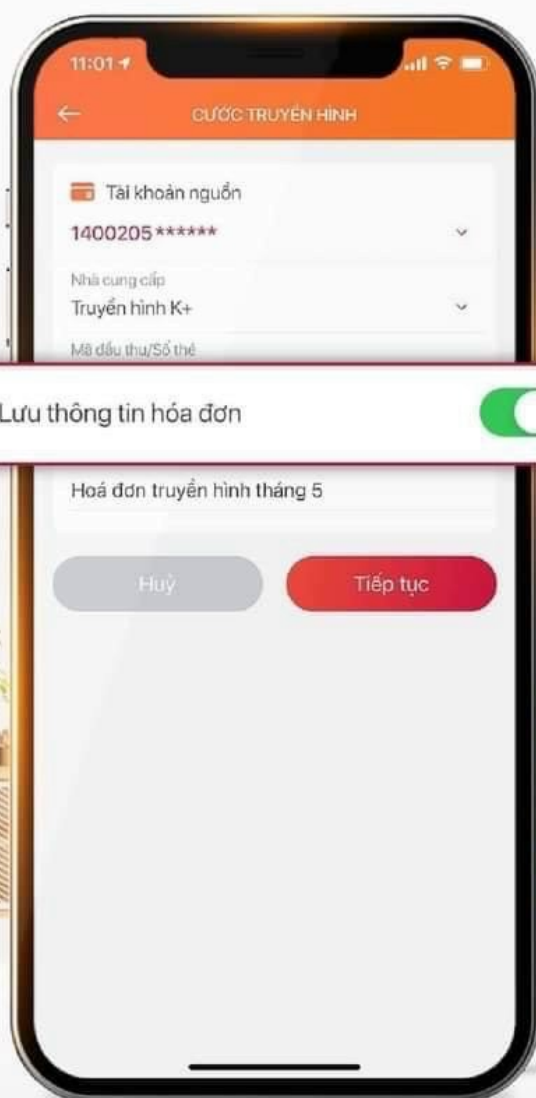 11:01
CƯỚC TRUYỀN HÌNH
Tài khoản nguồn
1400205******
Nhà cung cấp
Truyền hình K+
Mã đầu thu/Số thẻ
Lưu thông tin hóa đơn
Hoá đơn truyền hình tháng 5
Huỷ
Tiếp tục